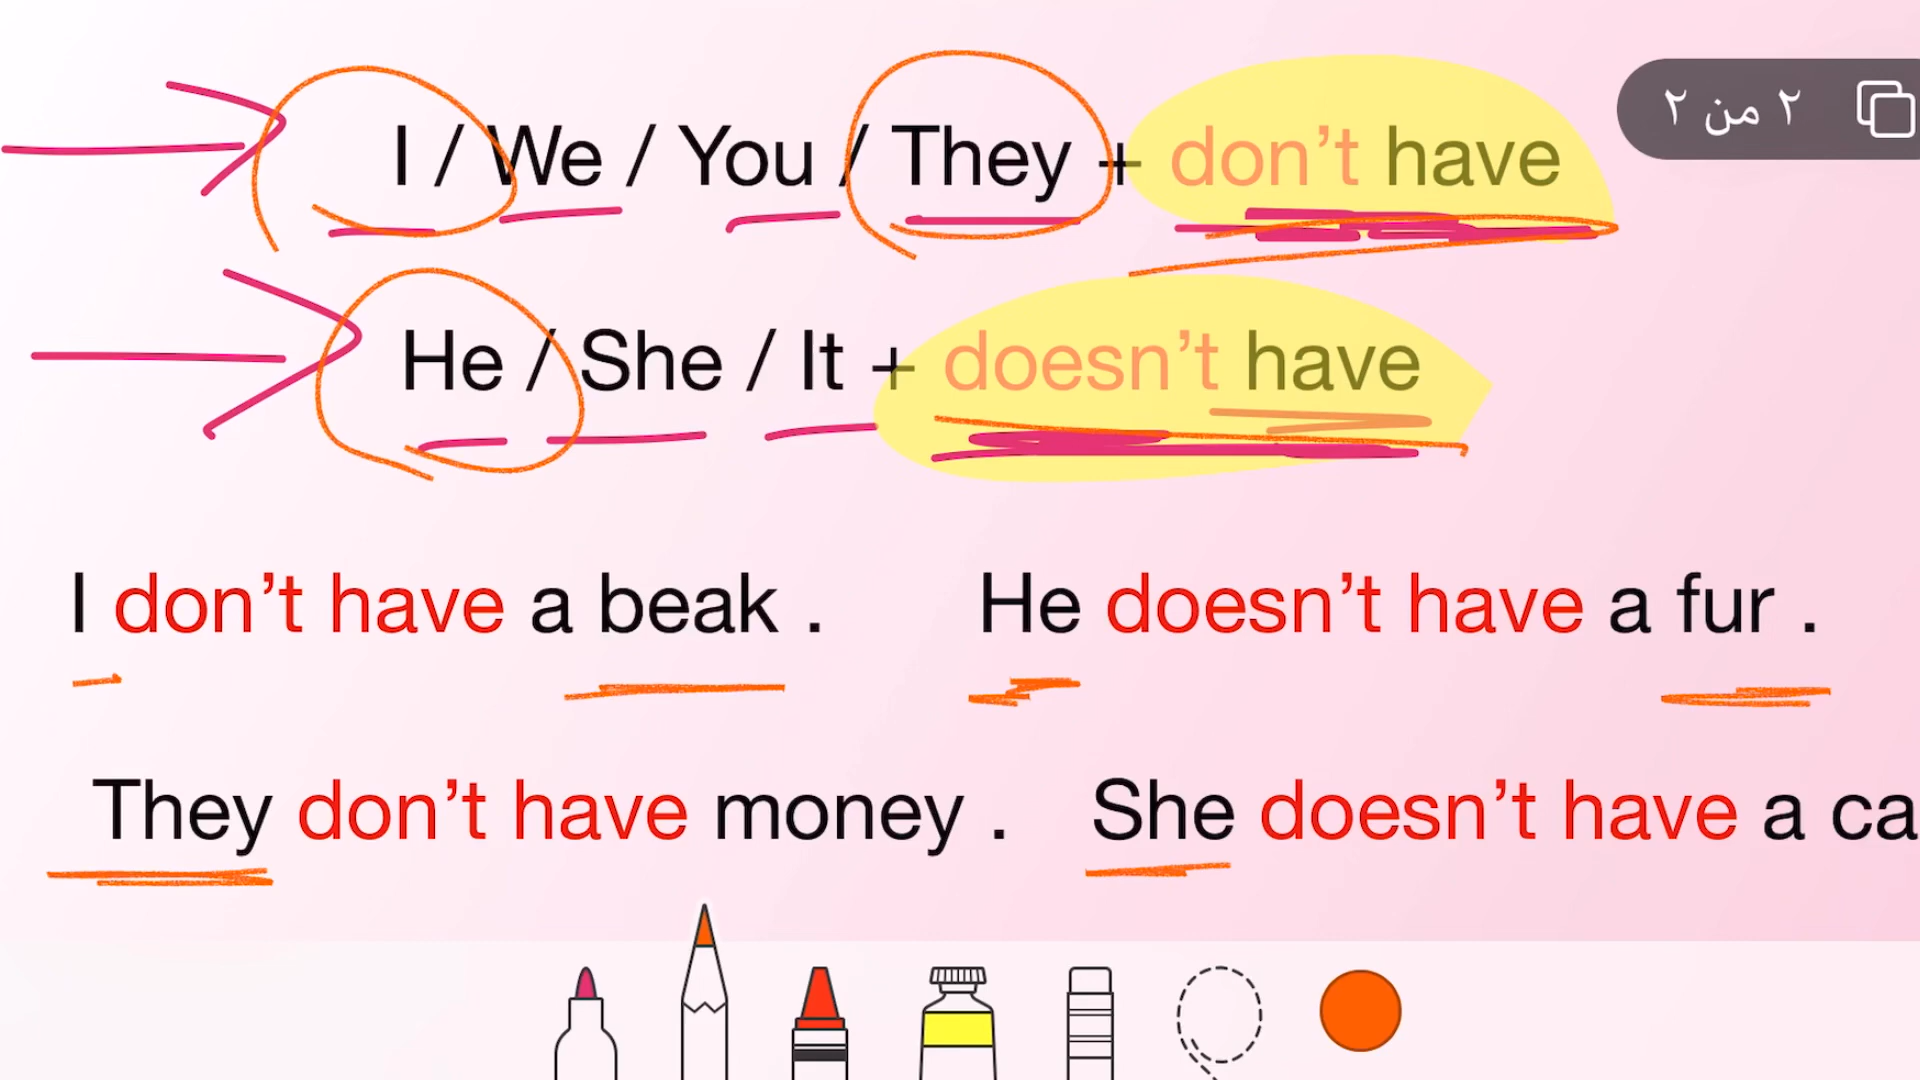 I / We / You / They + don’t have
٢ من ٢
He / She / It + doesn’t have
I don’t have a beak .
He doesn’t have a fur .
They don’t have money .
She doesn’t have a ca